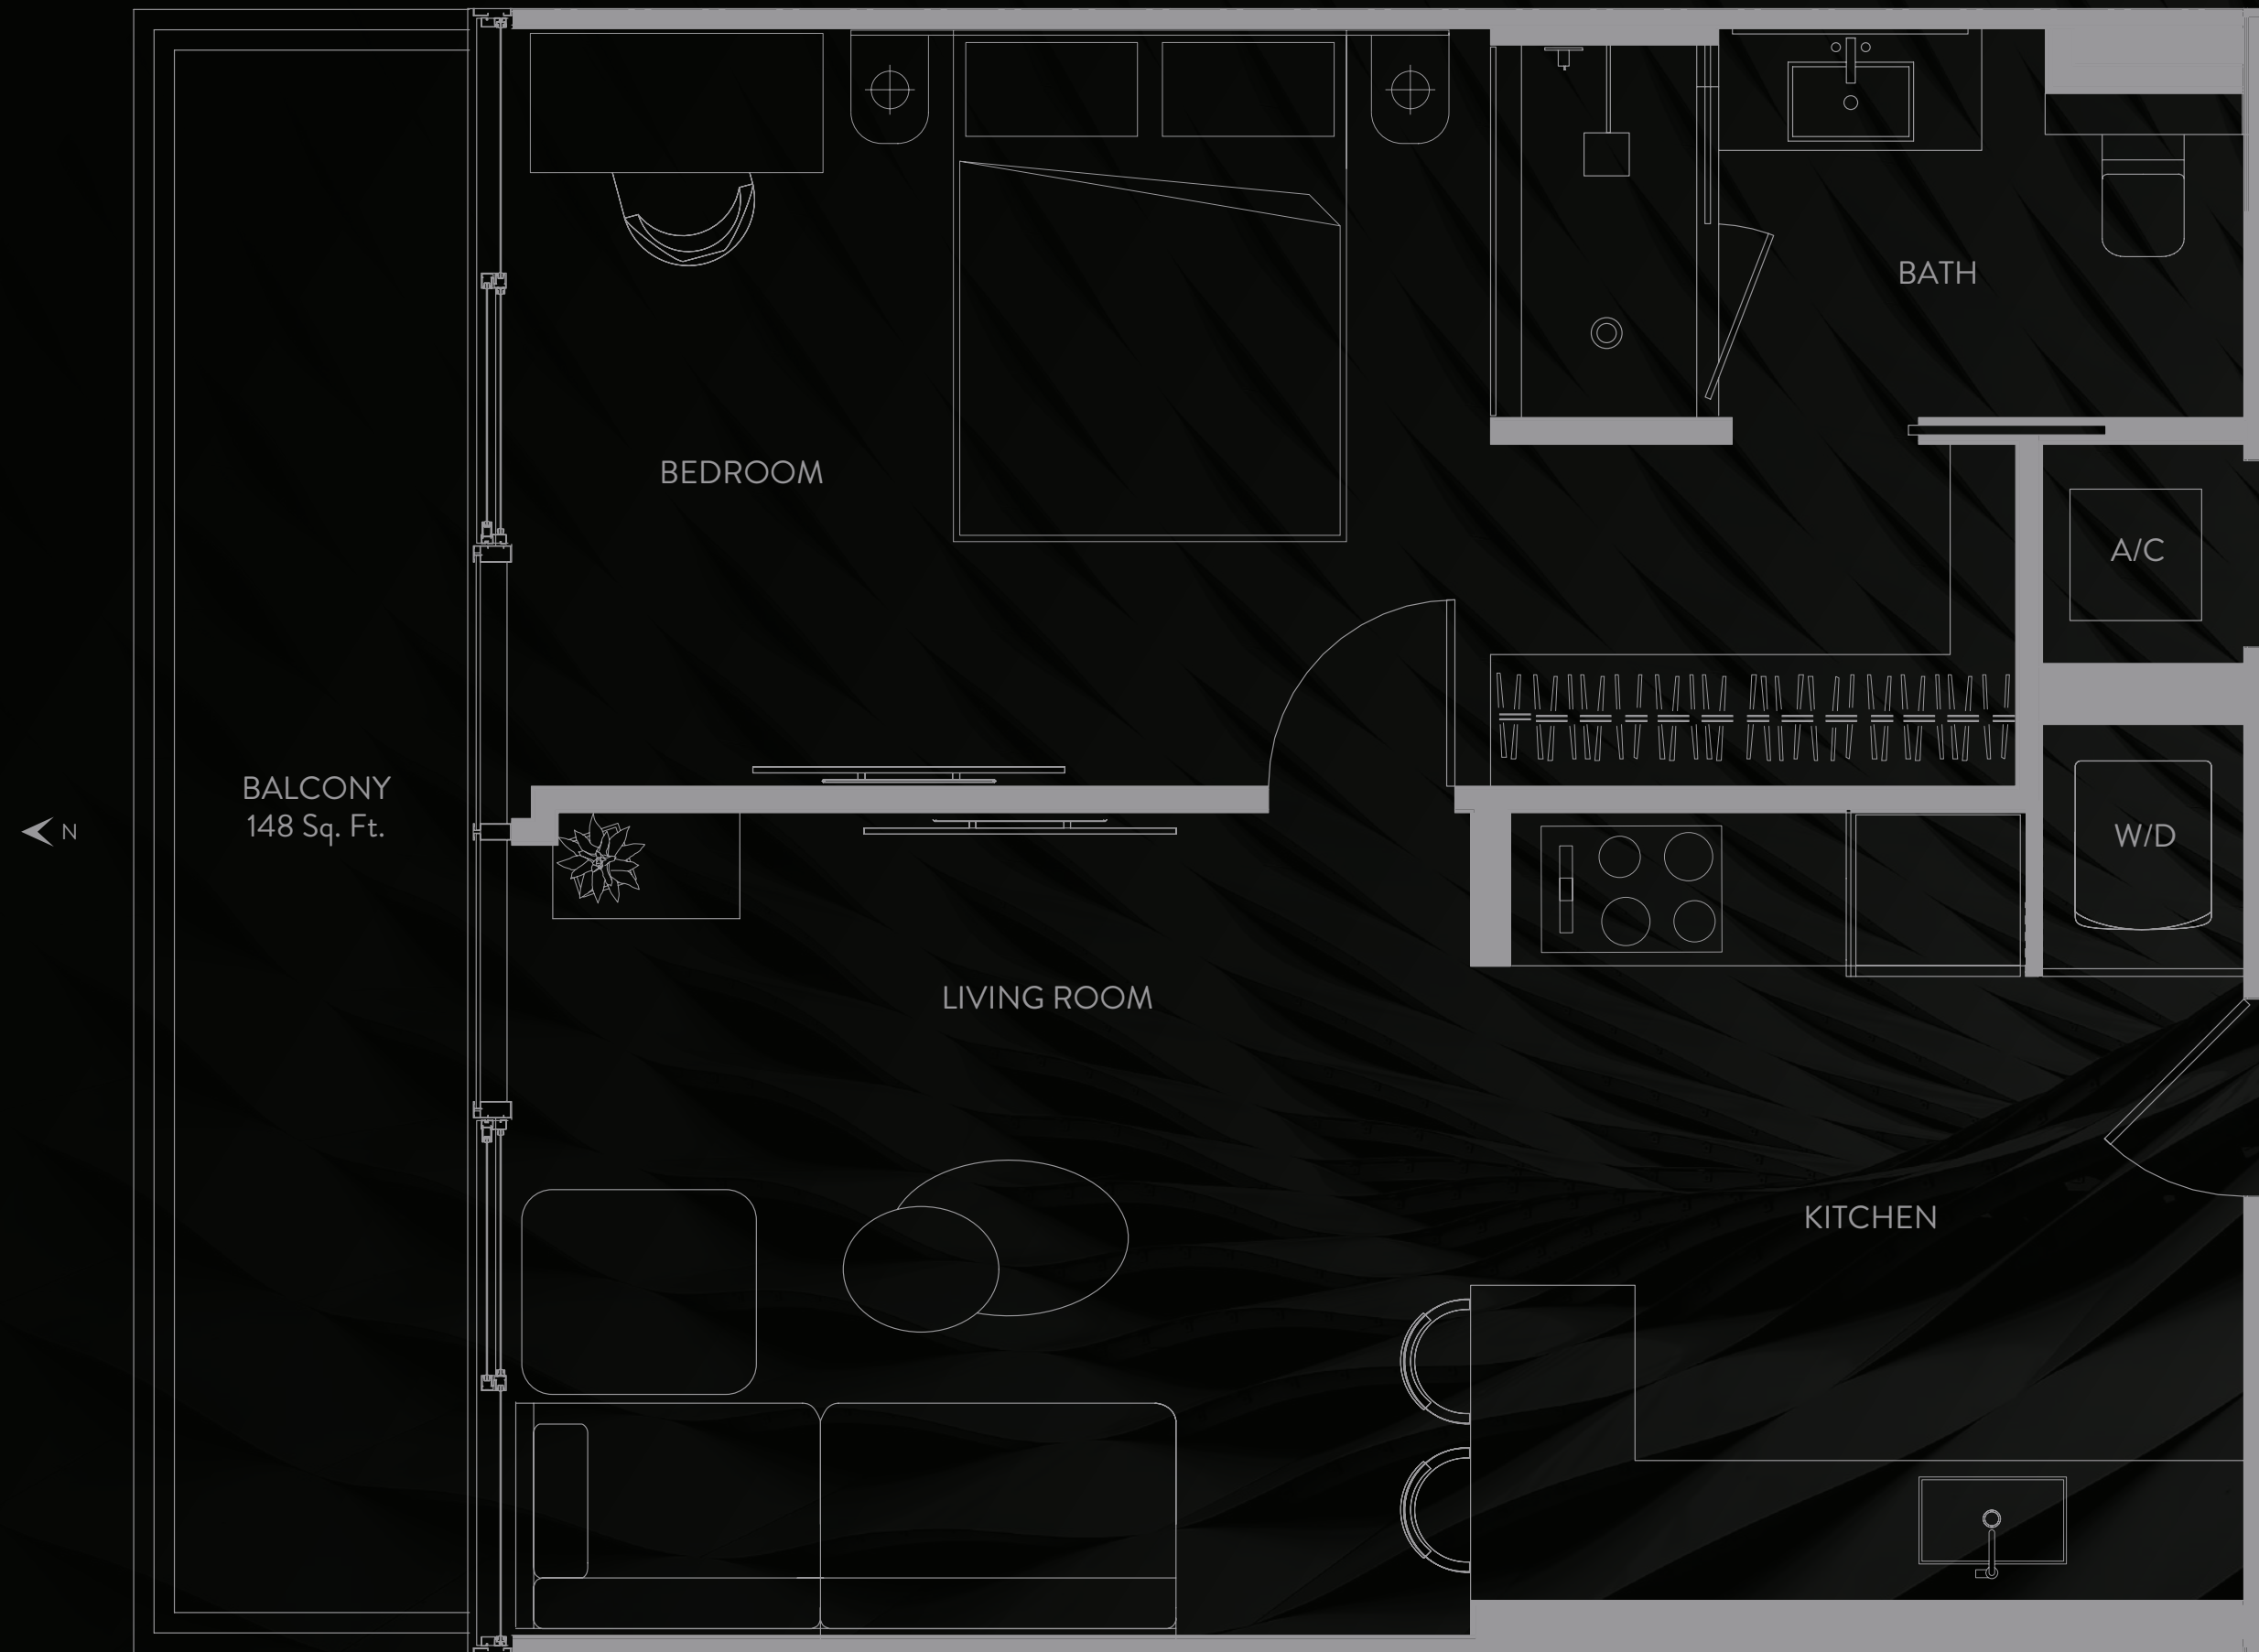 BATH
BEDROOM
A/C
BALCONY
148 Sq. Ft.
N
W/D
LIVING ROOM
KITCHEN